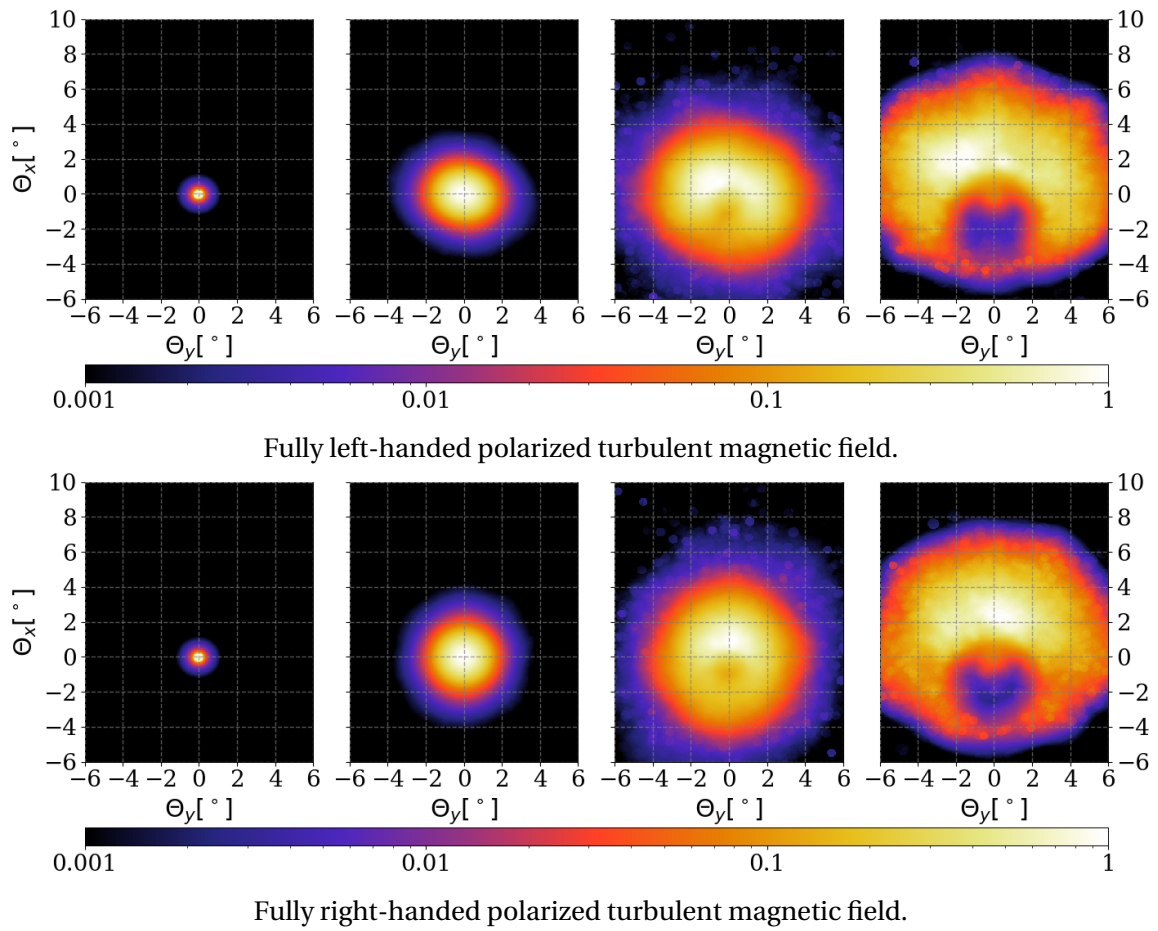 10 10
8 8
6 6
4 4
2 2
0 0
−2 −2
−4 −4
−6 −6
Θx[°]
−6 −4 −2 0 2 4 6 −6 −4 −2 0 2 4 6 −6 −4 −2 0 2 4 6 −6 −4 −2 0 2 4 6
Θy[°] Θy[°] Θy[°] Θy[°]
0.001 0.01 0.1 1
Fully left-handed polarized turbulent magnetic field.
10 10
8 8
6 6
4 4
2 2
0 0
−2 −2
−4 −4
−6 −6
Θx[°]
−6 −4 −2 0 2 4 6 −6 −4 −2 0 2 4 6 −6 −4 −2 0 2 4 6 −6 −4 −2 0 2 4 6
Θy[°] Θy[°] Θy[°] Θy[°]
0.001 0.01 0.1 1
Fully right-handed polarized turbulent magnetic field.